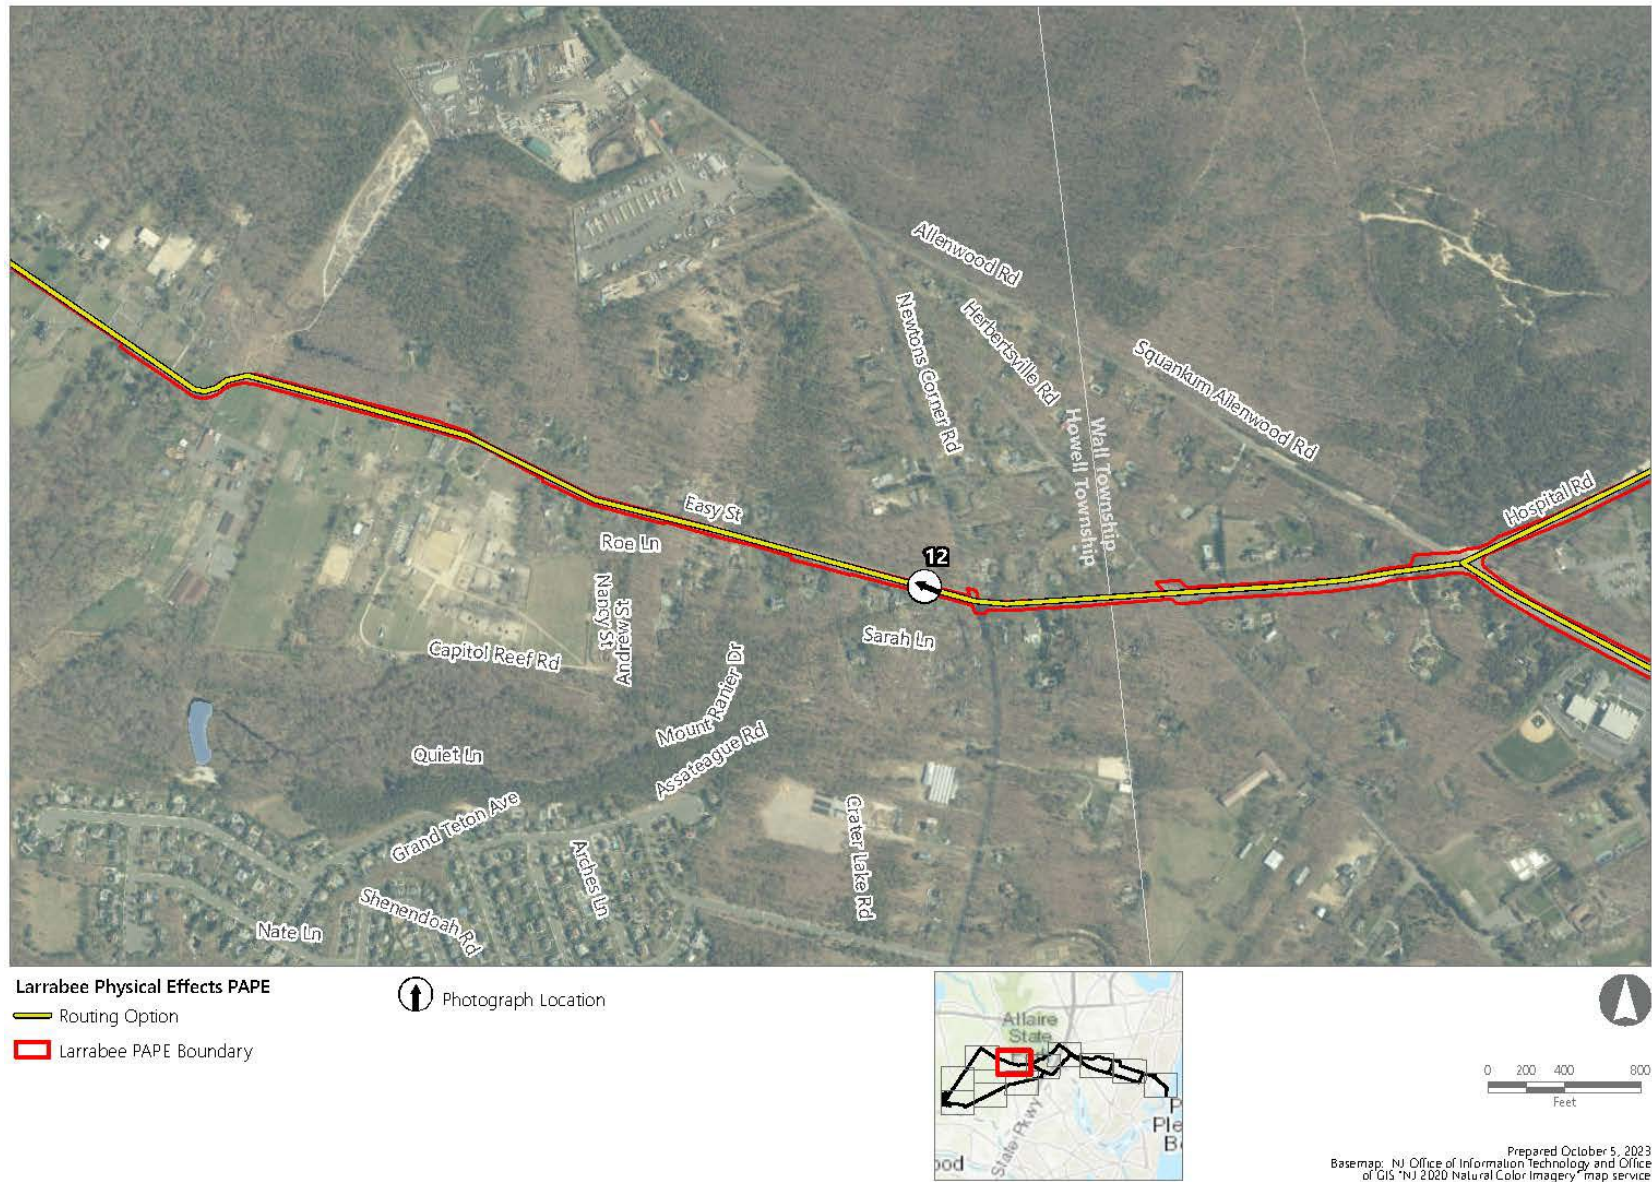 Allenwood Rd
Herbertsville Rd
Newtons Corner Rd
Squankum Allenwood Rd
Wall Township
Howell Township
Hospital Rd
Easy St
Roe Ln
12
Nancy St
Andrew St
Sarah Ln
Capitol Reef Rd
Mount Ranier Dr
Quiet Ln
Assateague Rd
Grand Teton Ave
Crater Lake Rd
Arches Ln
Shenendoah Rd
Nate Ln
Larrabee Physical Effects PAPE
Routing Option
Larrabee PAPE Boundary
Photograph Location
Allaire
State
State Pkwy
P
Ple
B
ood
0 200 400 800
Feet
Prepared October 5, 2023
Basemap: NJ Office of Information Technology and Office
of GIS "NJ 2020 Natural Color Imagery" map service